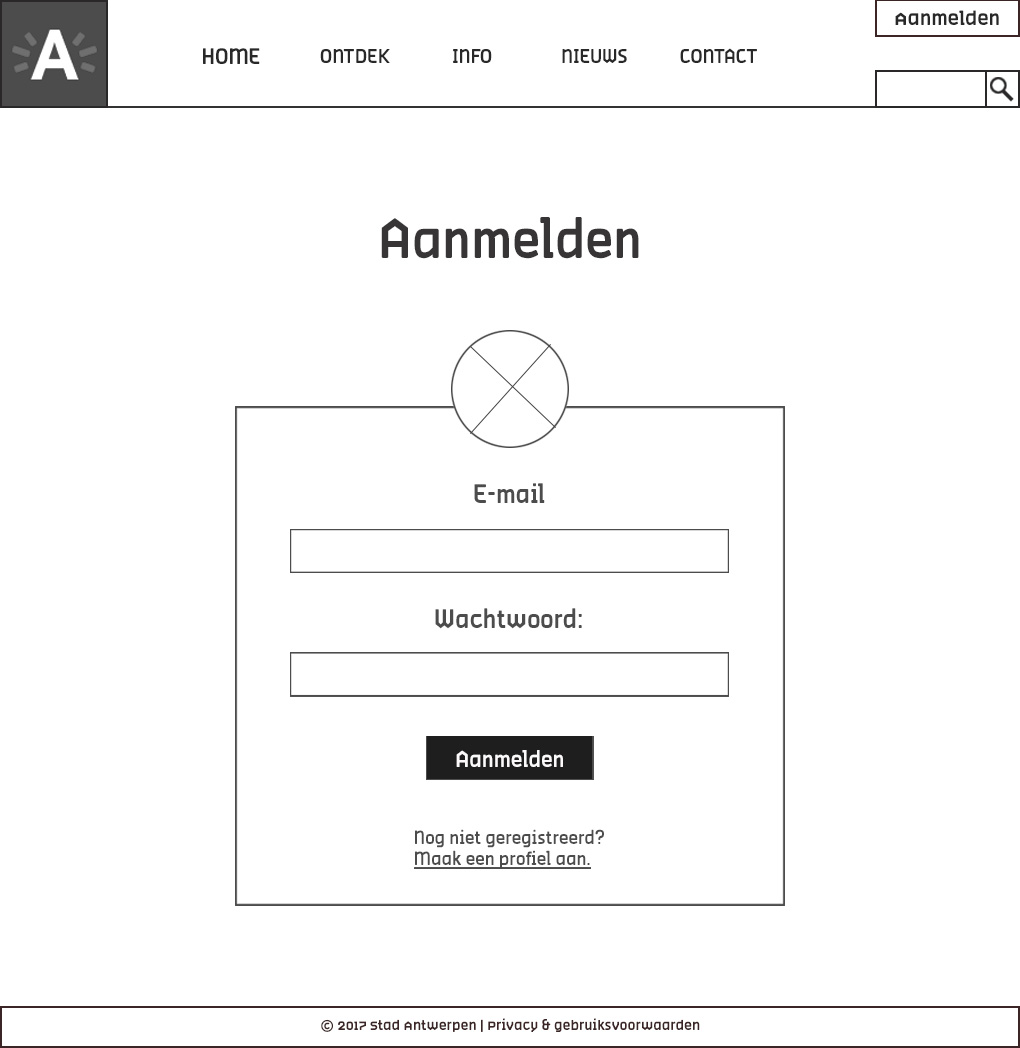 Aanmelden
A
HOME ONTDEK INFO NIEUWS CONTACT
Aanmelden
E-mail
Wachtwoord:
Aanmelden
Nog niet geregistreerd?
Maak een profiel aan.
© 2017 Stad Antwerpen | Privacy & gebruiksvoorwaarden